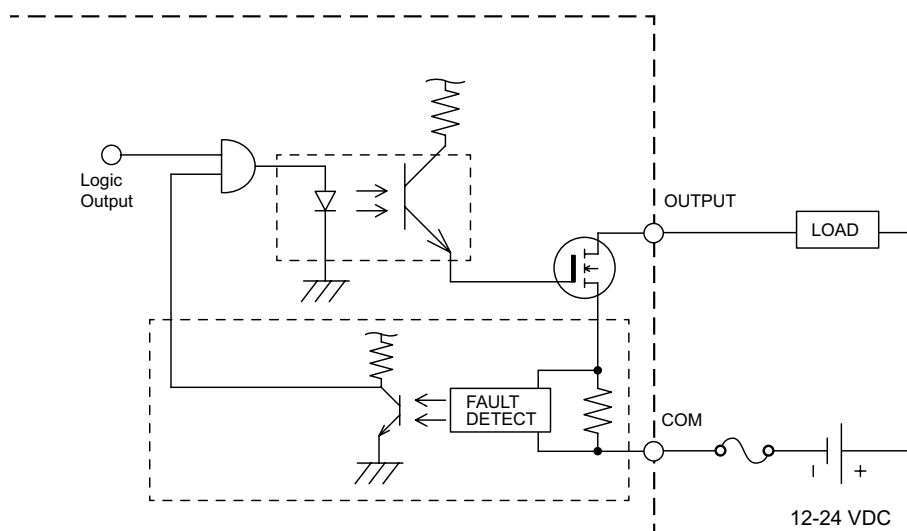 Logic
Output
OUTPUT
LOAD
FAULT
DETECT
COM
- +
12-24 VDC